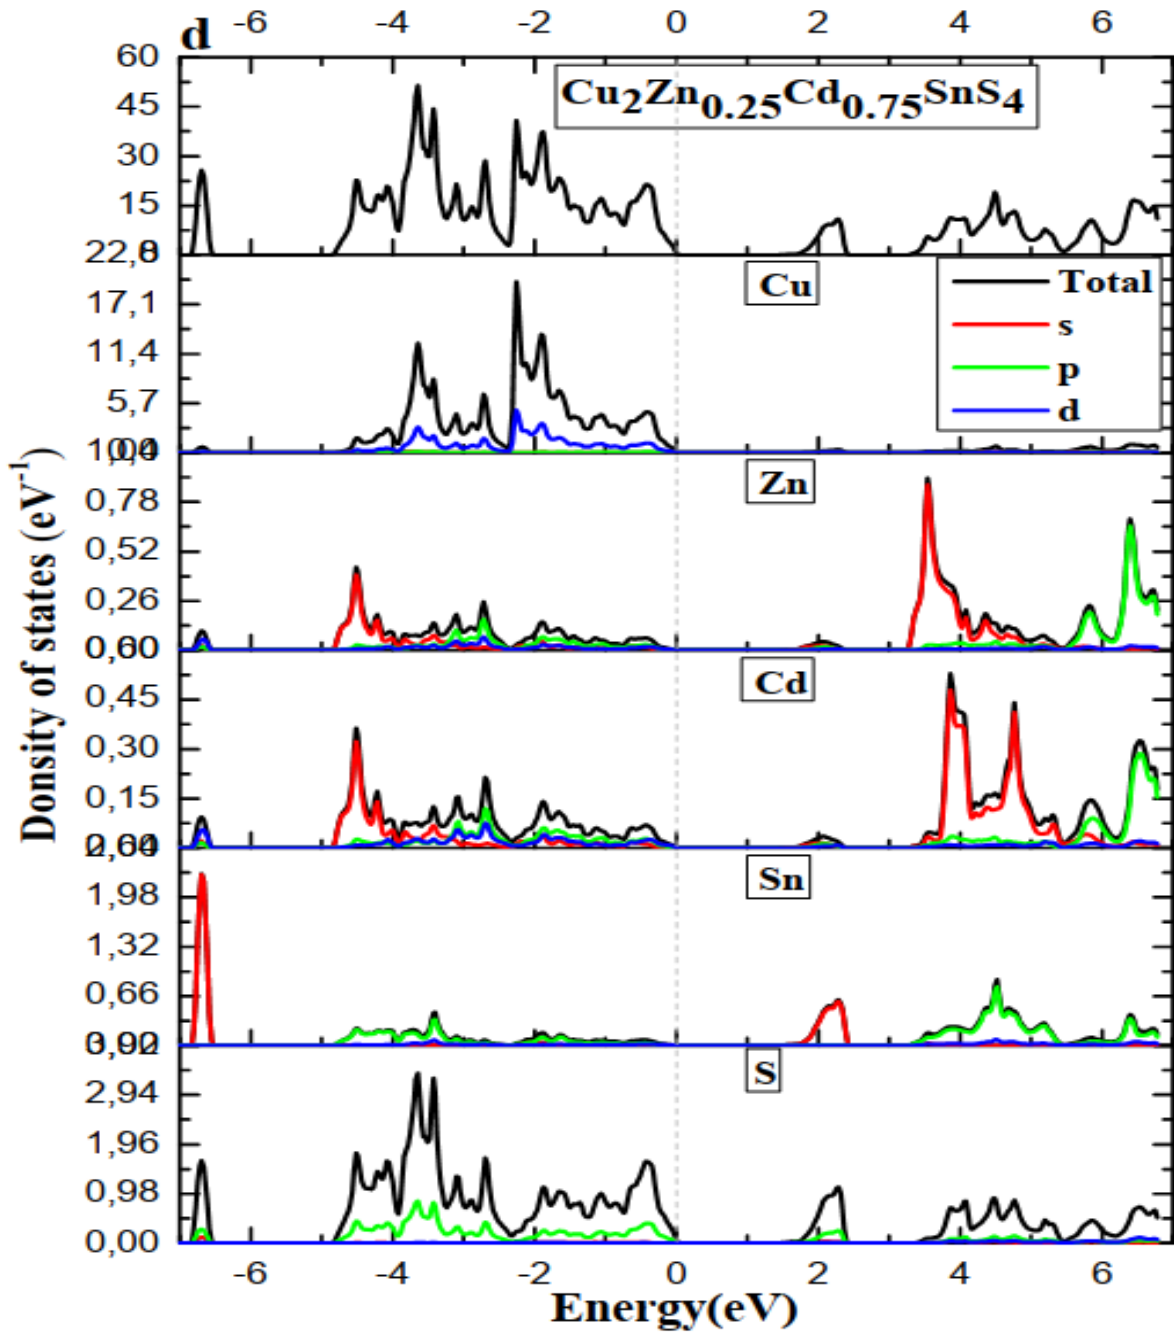 -6 -4 -2 0 2 4 6
d
Cu2Zn0.25Cd0.75SnS4
60
45
30
15
Cu
17,1
11,4
5,7
Total
s
p
d
Zn
0,78
0,52
0,26
Cd
0,45
0,30
0,15
Sn
1,98
1,32
0,66
S
2,94
1,96
0,98
0,00
-6 -4 -2 0 2 4 6
Energy(eV)
Donsity of states (eV-1)